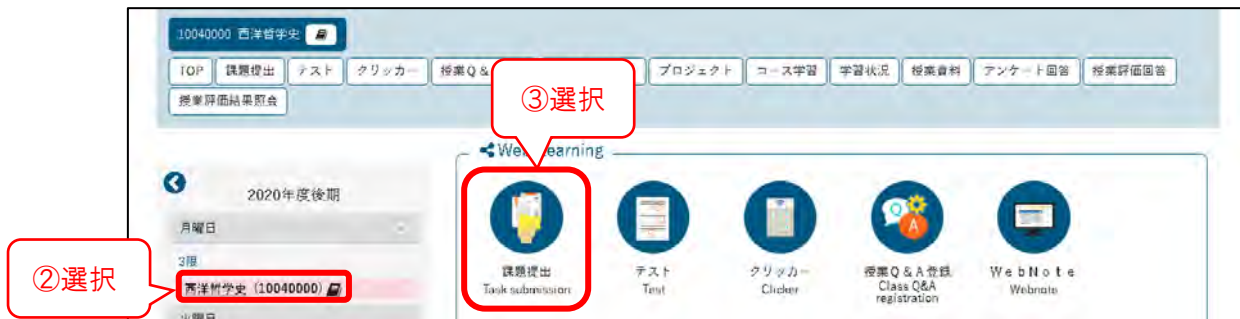 10040000 西洋哲学史
TOP 課題提出 テスト クリッカー 授業Q＆ プロジェクト コース学習 学習状況 授業資料 アンケート回答 授業評価回答
授業評価結果照会
③選択
We earning
2020年度後期
月曜日
3限
②選択
西洋哲学史（10040000）
課題提出
Task submission
テスト
Test
クリッカー
Clicker
授業Q＆A登録
Class Q&A
registration
WebNote
Webnote
火曜日